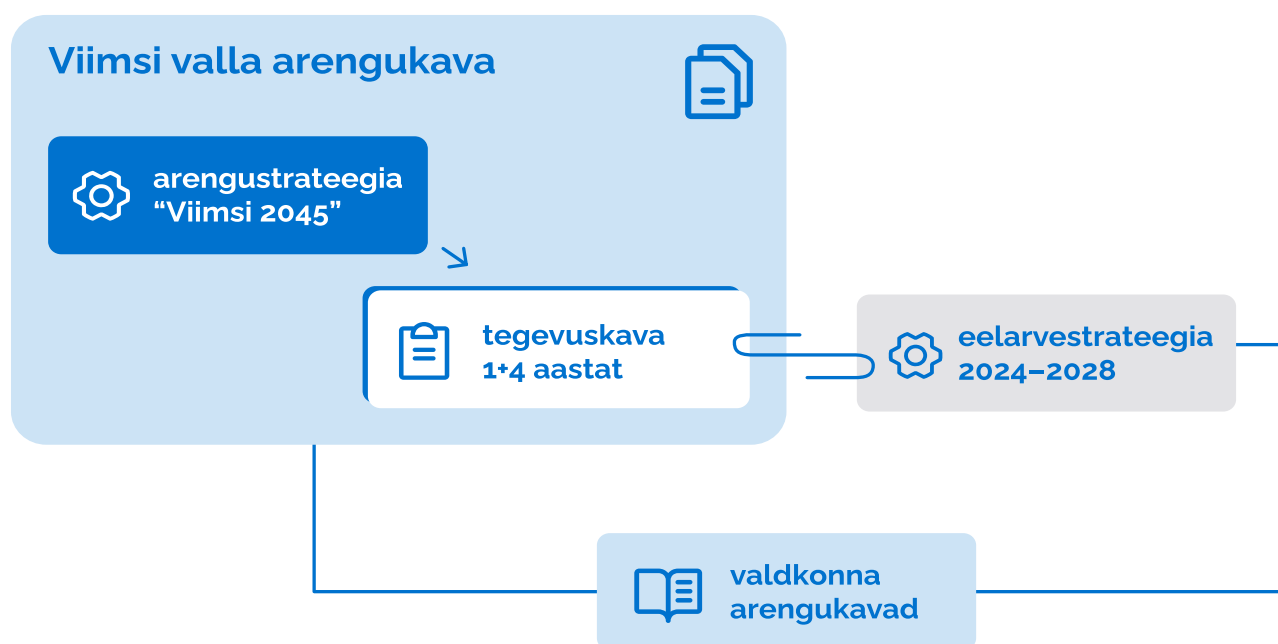 Viimsi valla arengukava
arengustrateegia
“Viimsi 2045”
tegevuskava
1+4 aastat
eelarvestrateegia
2024–2028
valdkonna
arengukavad